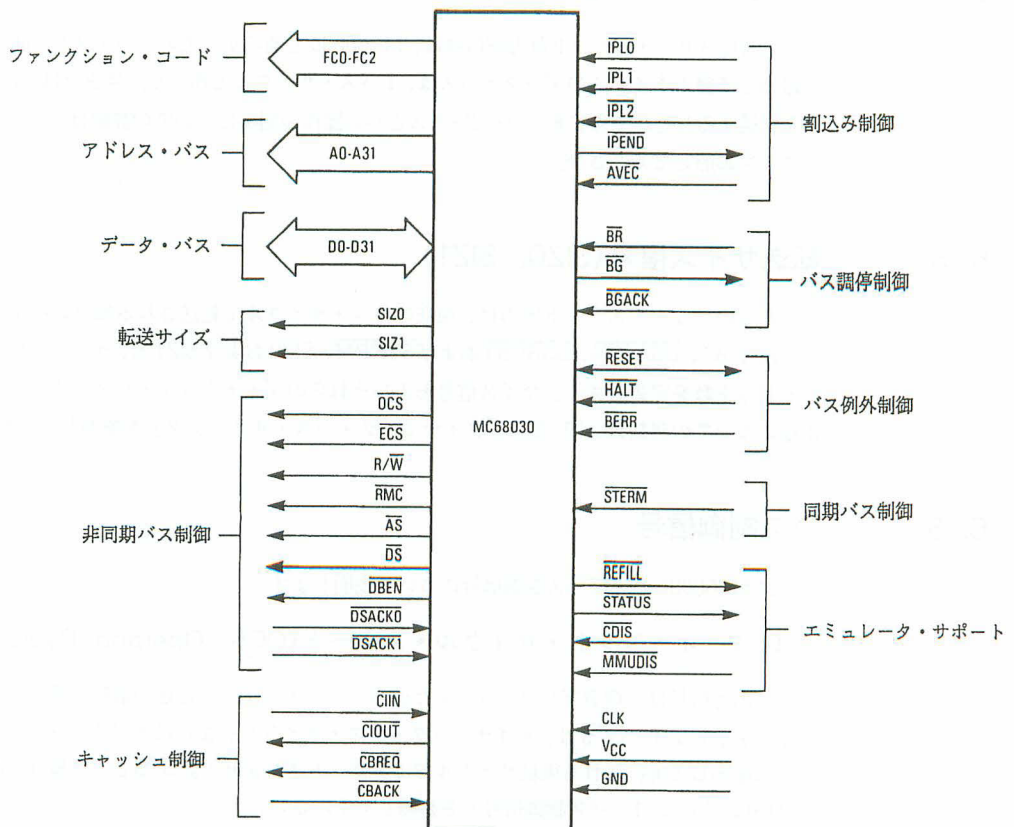 ファンクション・コード
FC0-FC2
アドレス・バス
A0-A31
データ・バス
D0-D31
転送サイズ
SIZ0
SIZ1
非同期バス制御
OCS
ECS
R/W
RMC
AS
DS
DBEN
DSACK0
DSACK1
キャッシュ制御
CIIN
CIOUT
CBREQ
CBACK
MC68030
IPL0
IPL1
IPL2
IPEND
AVEC
割込み制御
BR
BG
BGACK
バス調停制御
RESET
HALT
BERR
バス例外制御
STERM
同期バス制御
REFILL
STATUS
CDIS
MMUDIS
エミュレータ・サポート
CLK
VCC
GND